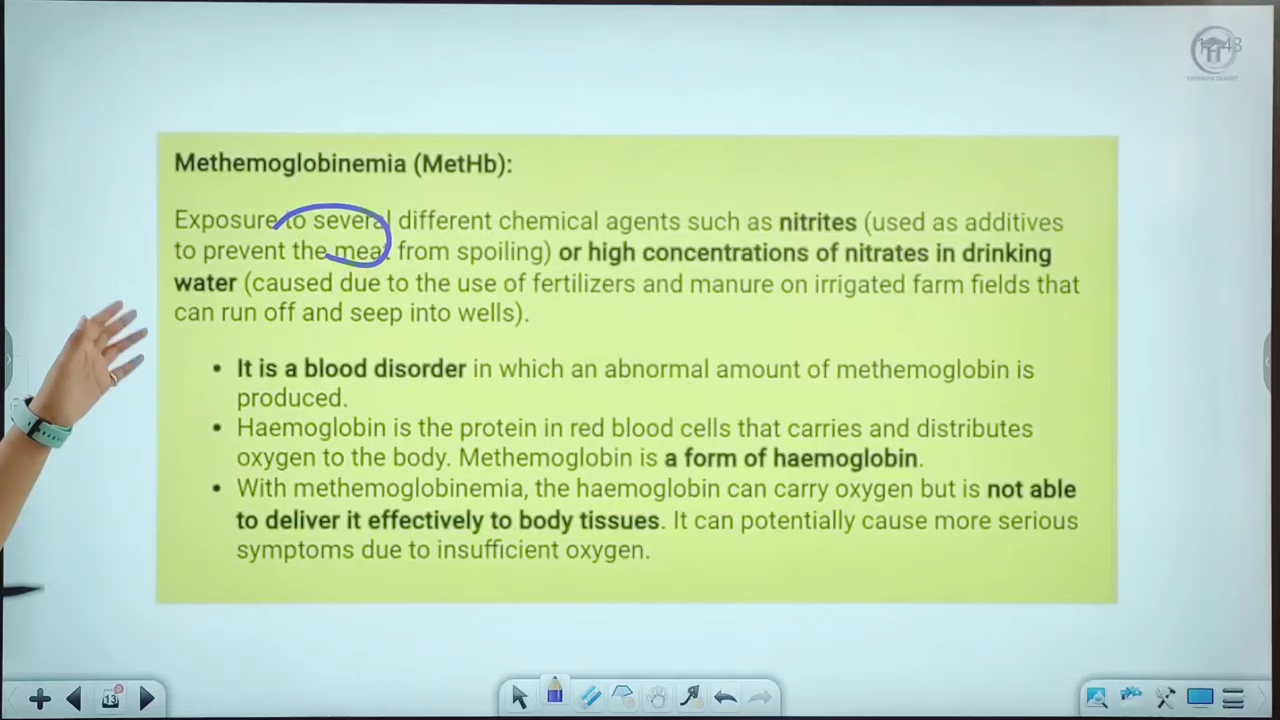 Methemoglobinemia (MetHb):
Exposure to several different chemical agents such as nitrites (used as additives
to prevent the meat from spoiling) or high concentrations of nitrates in drinking
water (caused due to the use of fertilizers and manure on irrigated farm fields that
can run off and seep into wells).
• It is a blood disorder in which an abnormal amount of methemoglobin is
produced.
• Haemoglobin is the protein in red blood cells that carries and distributes
oxygen to the body. Methemoglobin is a form of haemoglobin.
• With methemoglobinemia, the haemoglobin can carry oxygen but is not able
to deliver it effectively to body tissues. It can potentially cause more serious
symptoms due to insufficient oxygen.
13